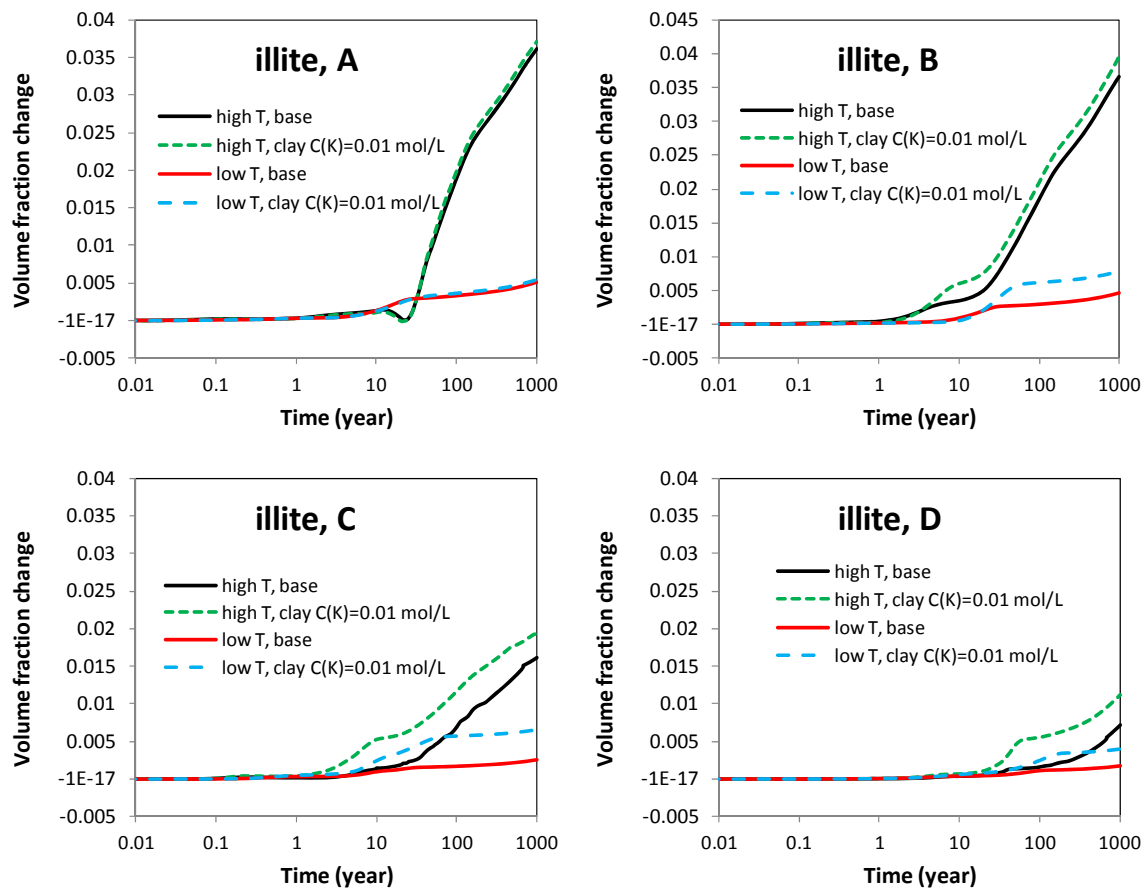 0.04
0.035
0.03
0.025
0.02
0.015
0.01
0.005
-1E-17
-0.005
Volume fraction change
illite, A
high T, base
high T, clay C(K)=0.01 mol/L
low T, base
low T, clay C(K)=0.01 mol/L
0.01 0.1 1 10 100 1000
Time (year)
0.045
0.04
0.035
0.03
0.025
0.02
0.015
0.01
0.005
-1E-17
-0.005
Volume fraction change
illite, B
high T, base
high T, clay C(K)=0.01 mol/L
low T, base
low T, clay C(K)=0.01 mol/L
0.01 0.1 1 10 100 1000
Time (year)
0.04
0.035
0.03
0.025
0.02
0.015
0.01
0.005
-1E-17
-0.005
Volume fraction change
illite, C
high T, base
high T, clay C(K)=0.01 mol/L
low T, base
low T, clay C(K)=0.01 mol/L
0.01 0.1 1 10 100 1000
Time (year)
0.04
0.035
0.03
0.025
0.02
0.015
0.01
0.005
-1E-17
-0.005
Volume fraction change
illite, D
high T, base
high T, clay C(K)=0.01 mol/L
low T, base
low T, clay C(K)=0.01 mol/L
0.01 0.1 1 10 100 1000
Time (year)